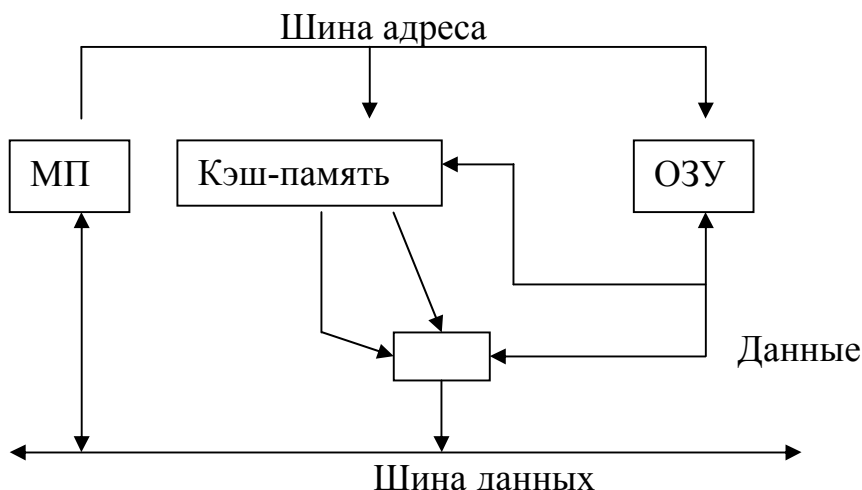 Шина адреса
МП
Кэш-память
ОЗУ
Данные
Шина данных